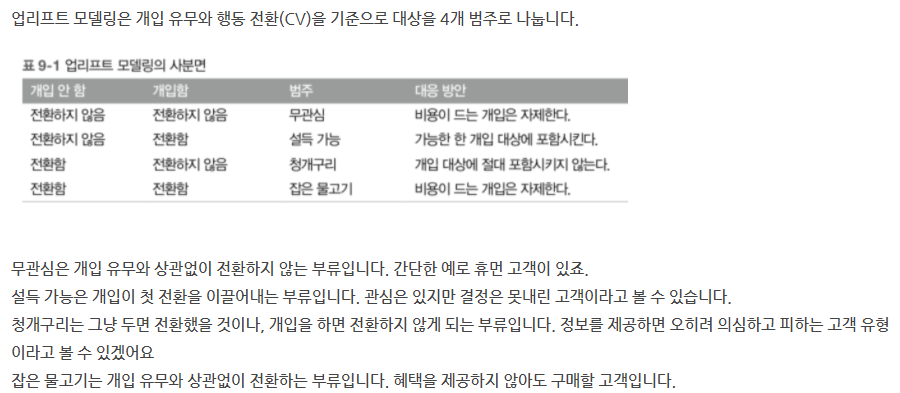 업리프트 모델링은 개입 유무와 행동 전환(CV)을 기준으로 대상을 4개 범주로 나눕니다.
표 9-1 업리프트 모델링의 사분면
개입 안 함 개입함 범주 대응 방안
전환하지 않음 전환하지 않음 무관심 비용이 드는 개입은 자제한다.
전환하지 않음 전환함 설득 가능 가능한 한 개입 대상에 포함시킨다.
전환함 전환하지 않음 청개구리 개입 대상에 절대 포함시키지 않는다.
전환함 전환함 잡은 물고기 비용이 드는 개입은 자제한다.
무관심은 개입 유무와 상관없이 전환하지 않는 부류입니다. 간단한 예로 휴먼 고객이 있죠.
설득 가능은 개입이 첫 전환을 이끌어내는 부류입니다. 관심은 있지만 결정은 못내린 고객이라고 볼 수 있습니다.
청개구리는 그냥 두면 전환했을 것이나, 개입을 하면 전환하지 않게 되는 부류입니다. 정보를 제공하면 오히려 의심하고 피하는 고객 유형
이라고 볼 수 있겠어요
잡은 물고기는 개입 유무와 상관없이 전환하는 부류입니다. 혜택을 제공하지 않아도 구매할 고객입니다.